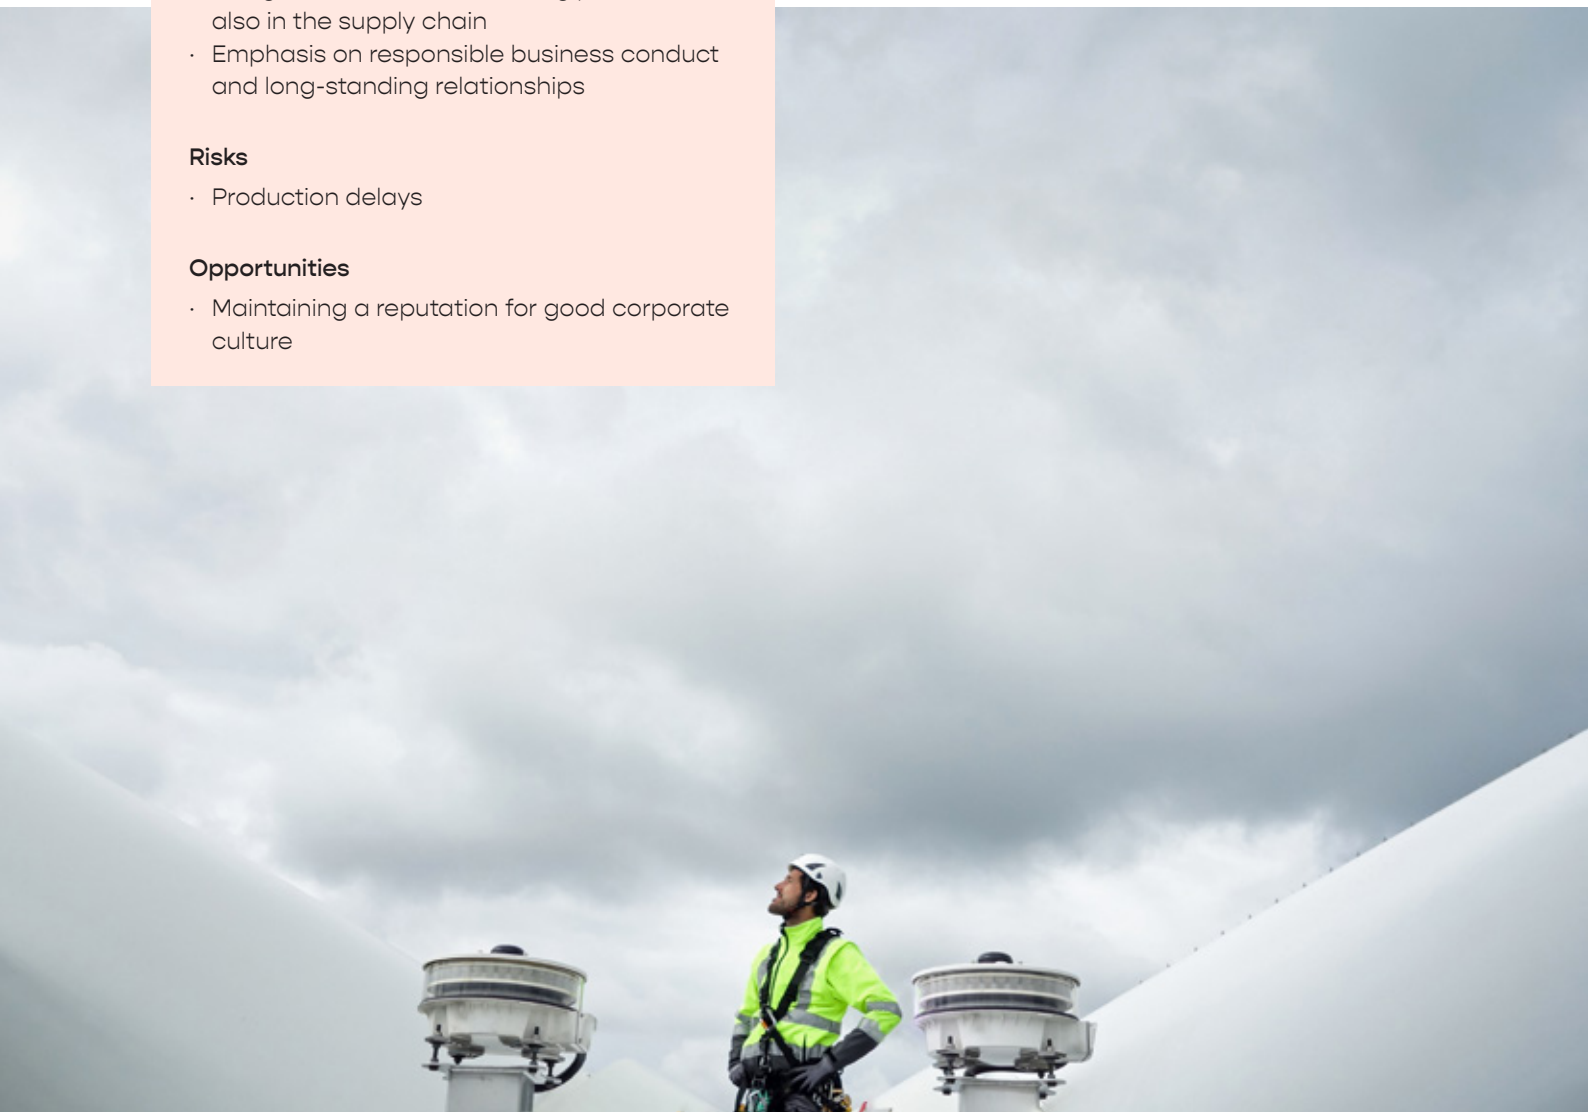 also in the supply chain
· Emphasis on responsible business conduct
and long-standing relationships
Risks
· Production delays
Opportunities
· Maintaining a reputation for good corporate
culture